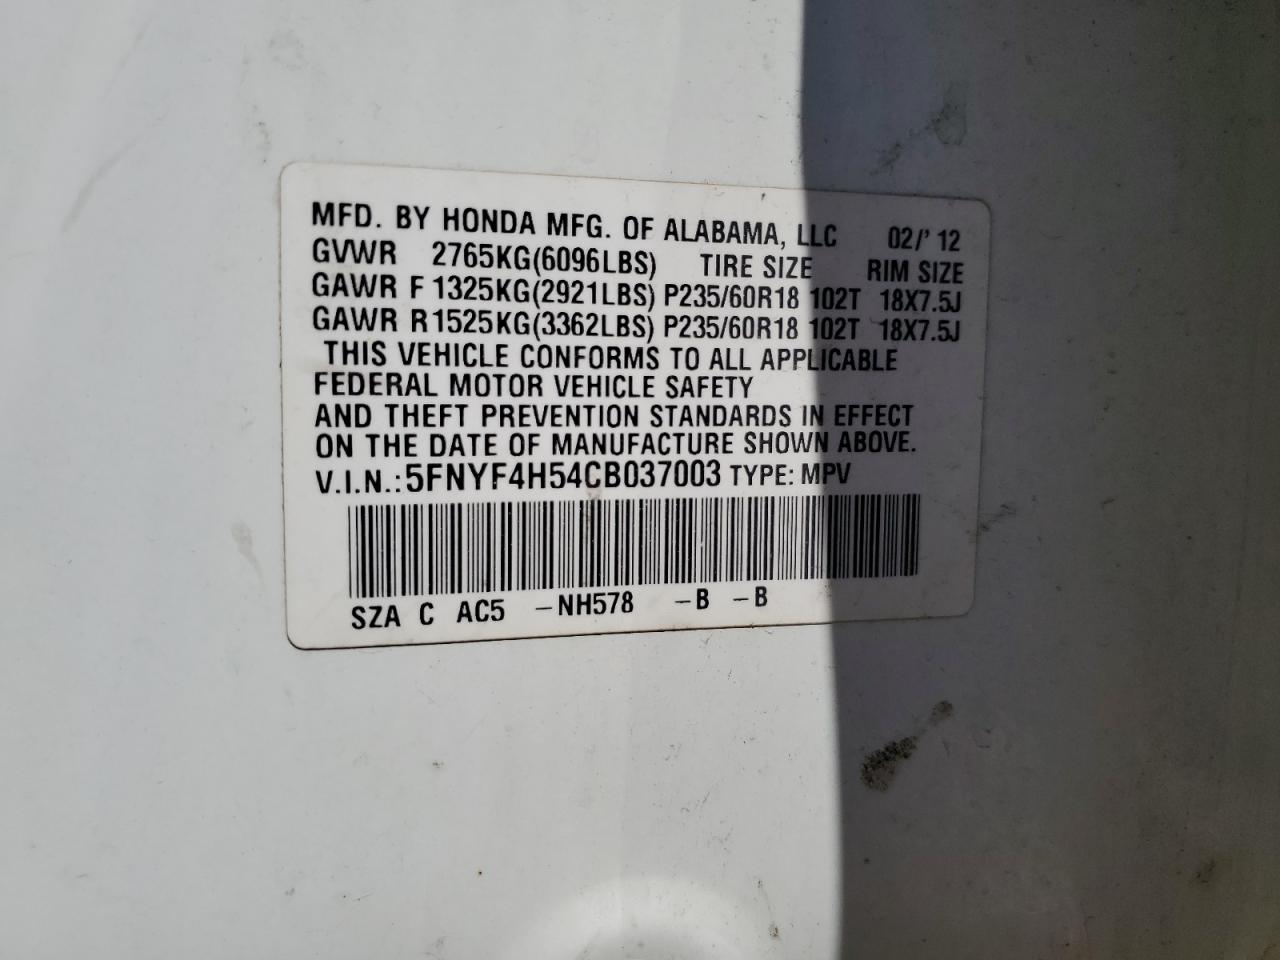 MFD. BY HONDA MFG. OF ALABAMA, LLC 02/' 12
GVWR 2765KG(6096LBS) TIRE SIZE RIM SIZE
GAWR F 1325KG(2921LBS) P235/60R18 102T 18X7.5J
GAWR R1525KG(3362LBS) P235/60R18 102T 18X7.5J
THIS VEHICLE CONFORMS TO ALL APPLICABLE
FEDERAL MOTOR VEHICLE SAFETY
AND THEFT PREVENTION STANDARDS IN EFFECT
ON THE DATE OF MANUFACTURE SHOWN ABOVE.
V.I.N.:5FNYF4H54CB037003 TYPE: MPV
SZA C AC5 –NH578 –B –B